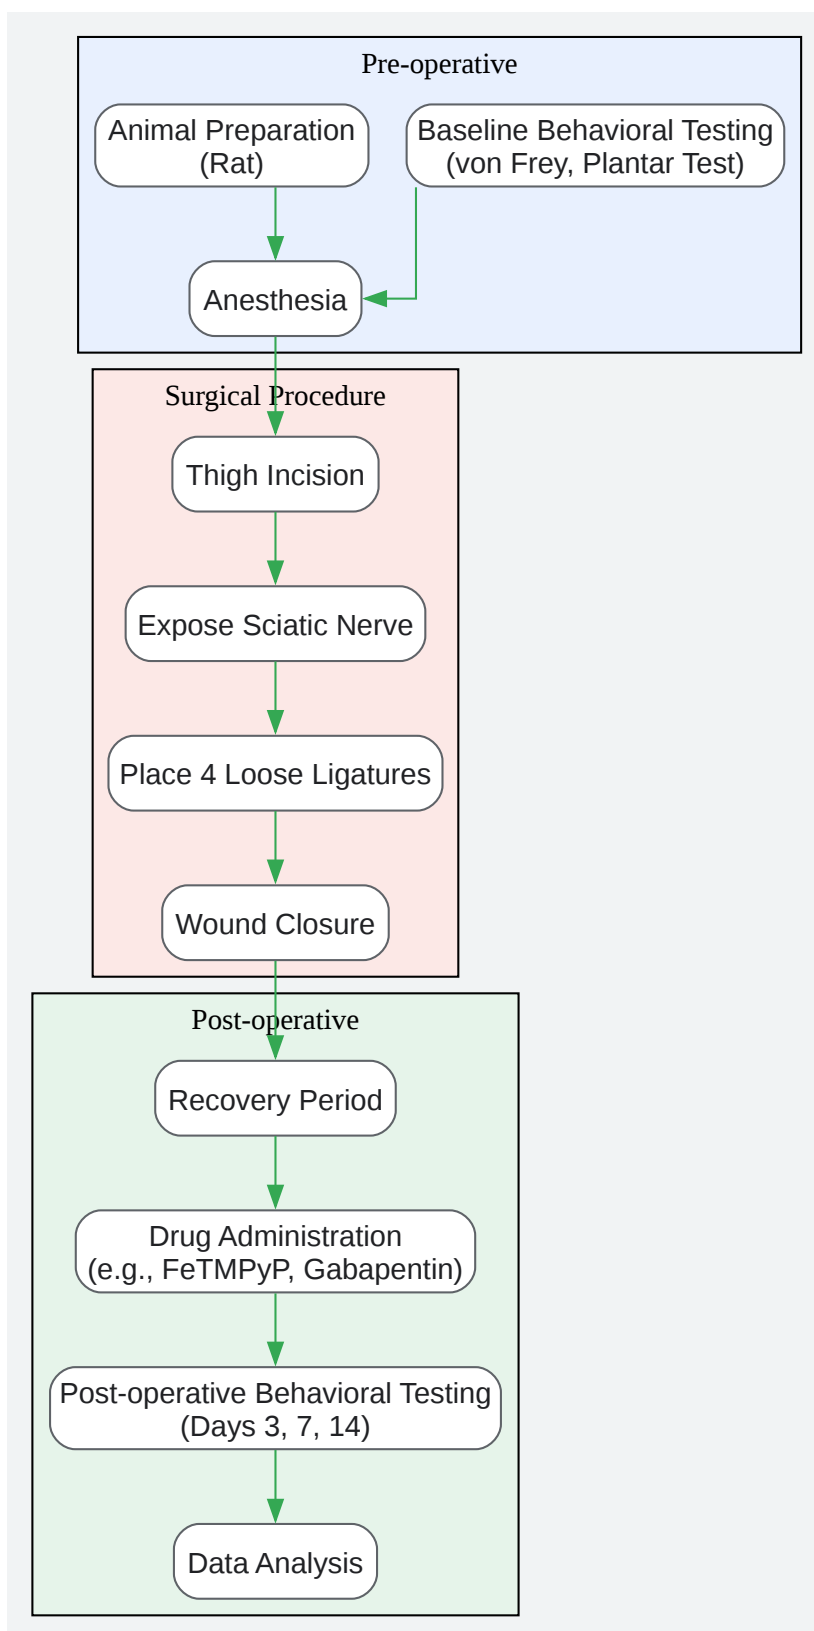 Pre-operative
Animal Preparation
(Rat)
Baseline Behavioral Testing
(von Frey, Plantar Test)
Anesthesia
Surgical Procedure
Thigh Incision
Expose Sciatic Nerve
Place 4 Loose Ligatures
Wound Closure
Post-operative
Recovery Period
Drug Administration
(e.g., FeTMPyP, Gabapentin)
Post-operative Behavioral Testing
(Days 3, 7, 14)
Data Analysis